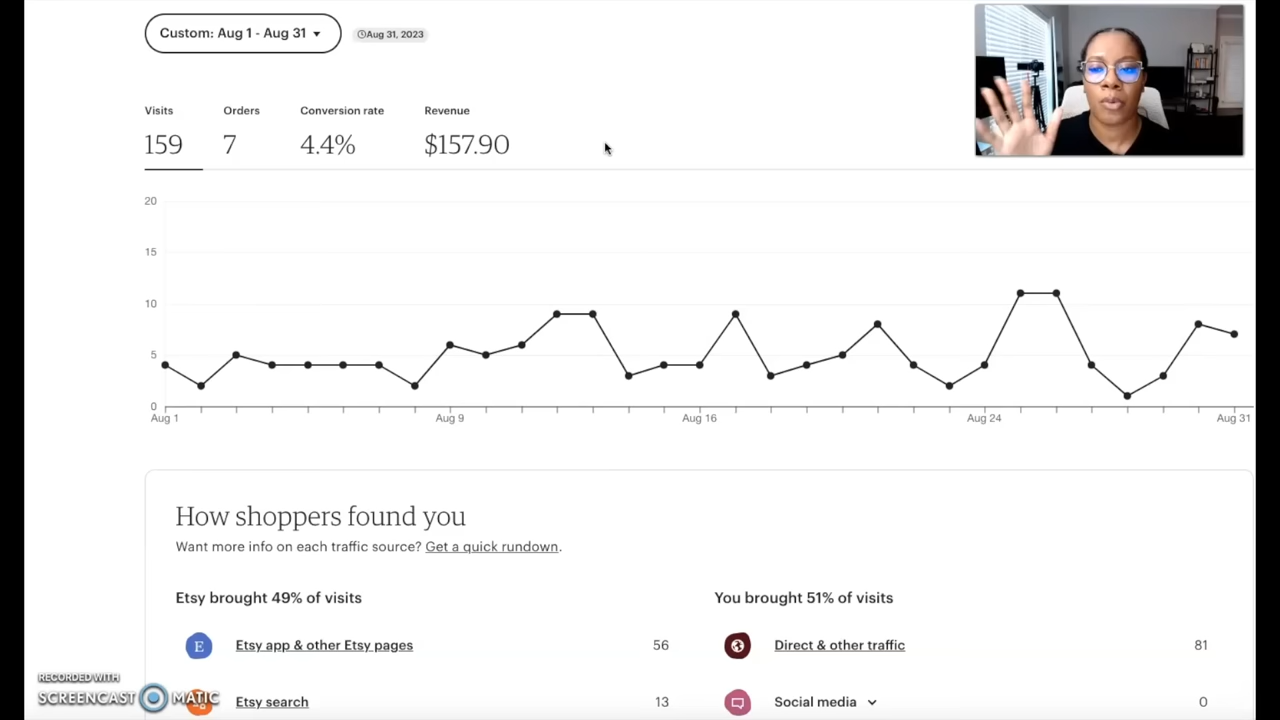 Custom: Aug 1 - Aug 31
Aug 31, 2023
Visits Orders Conversion rate Revenue
159 7 4.4% $157.90
20
15
10
5
0
Aug 1 Aug 9 Aug 16 Aug 24 Aug 31
How shoppers found you
Want more info on each traffic source? Get a quick rundown.
Etsy brought 49% of visits
You brought 51% of visits
E Etsy app & other Etsy pages 56
Direct & other traffic 81
Etsy search 13
Social media 0
RECORDED WITH
SCREENCAST MATIC